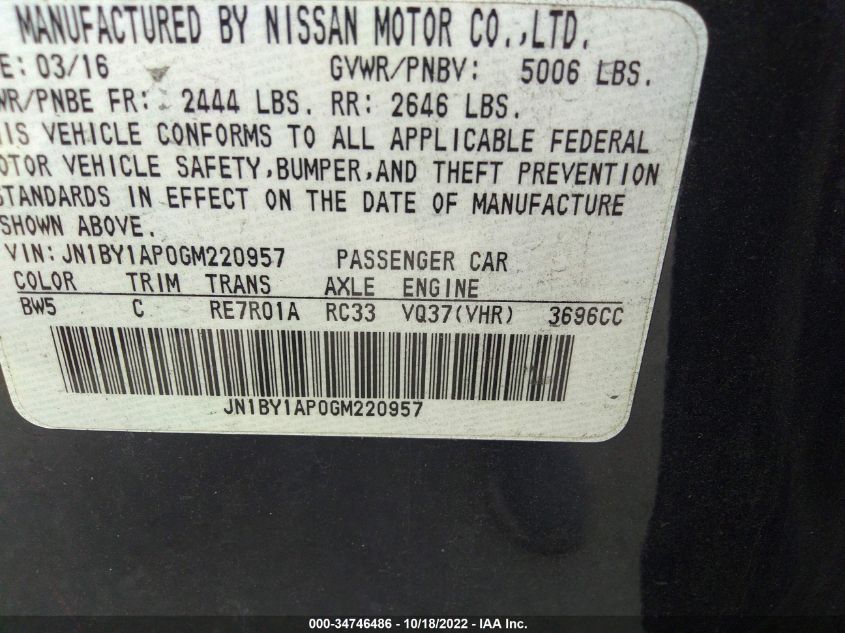 MANUFACTURED BY NISSAN MOTOR CO.,LTD.
E: 03/16 GVWR/PNBV: 5006 LBS.
WR/PNBE FR: 2444 LBS. RR: 2646 LBS.
HIS VEHICLE CONFORMS TO ALL APPLICABLE FEDERAL
OTOR VEHICLE SAFETY,BUMPER,AND THEFT PREVENTION
STANDARDS IN EFFECT ON THE DATE OF MANUFACTURE
SHOWN ABOVE.
VIN:JN1BY1AP0GM220957 PASSENGER CAR
COLOR TRIM TRANS AXLE ENGINE
BW5 C RE7R01A RC33 VQ37(VHR) 3696CC
JN1BY1AP0GM220957
000-34746486 - 10/18/2022 - IAA Inc.